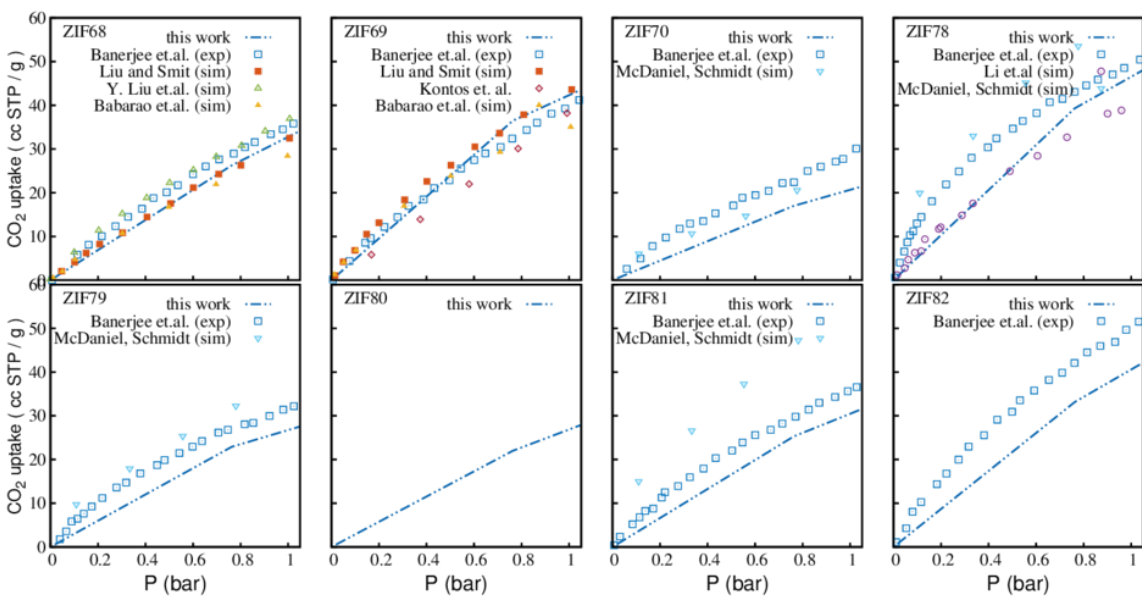 ZIF68
this work
Banerjee et.al. (exp)
Liu and Smit (sim)
Y. Liu et.al. (sim)
Babarao et.al. (sim)
ZIF69
this work
Banerjee et.al. (exp)
Liu and Smit (sim)
Kontos et. al.
Babarao et.al. (sim)
ZIF70
this work
Banerjee et.al. (exp)
McDaniel, Schmidt (sim)
ZIF78
this work
Banerjee et.al. (exp)
Li et.al (sim)
McDaniel, Schmidt (sim)
CO2 uptake ( cc STP / g )
60
50
40
30
20
10
0
ZIF79
this work
Banerjee et.al. (exp)
McDaniel, Schmidt (sim)
ZIF80
this work
ZIF81
this work
Banerjee et.al. (exp)
McDaniel, Schmidt (sim)
ZIF82
this work
Banerjee et.al. (exp)
CO2 uptake ( cc STP / g )
60
50
40
30
20
10
0
0 0.2 0.4 0.6 0.8 1
0 0.2 0.4 0.6 0.8 1
0 0.2 0.4 0.6 0.8 1
0 0.2 0.4 0.6 0.8 1
P (bar)
P (bar)
P (bar)
P (bar)